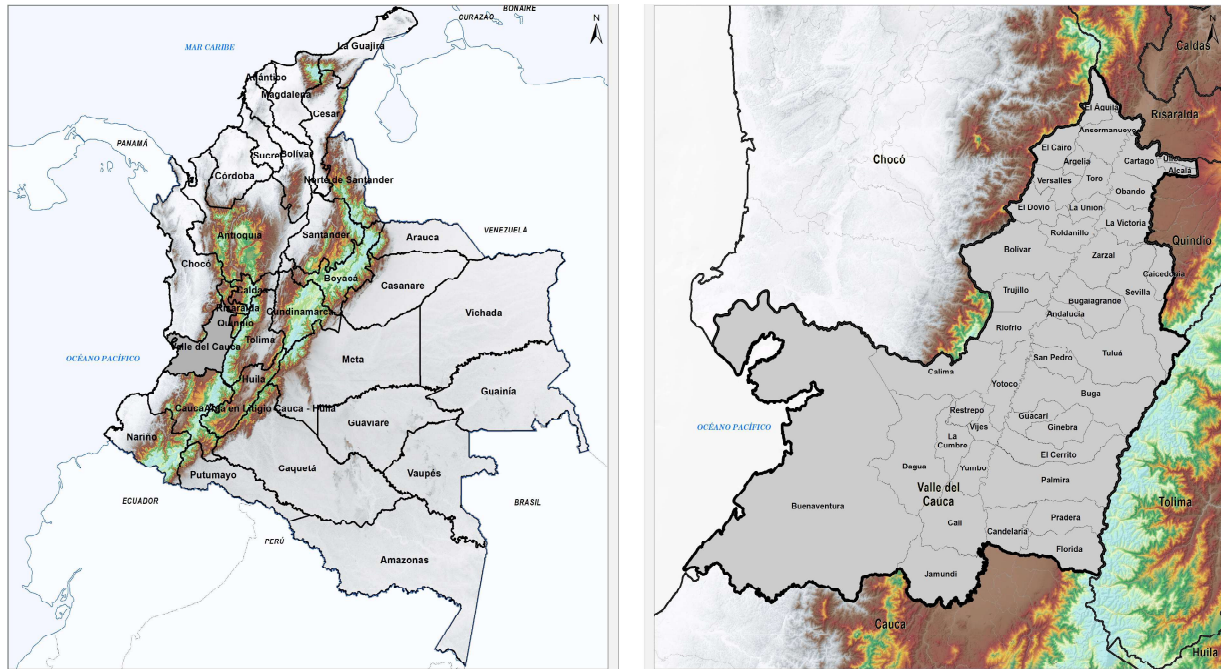 BONAIRE
CURAZÃO
N
MAR CARIBE
La Guajira
Atlántico
Magdalena
Cesar
PANAMÁ
Sucre
Bolívar
Córdoba
Norte de Santander
Antioquia
Santander
Arauca
VENEZUELA
Chocó
Boyacá
Casanare
Caldas
Risaralda
Cundinamarca
Vichada
Quindío
Tolima
Valle del Cauca
OCÉANO PACÍFICO
Meta
Huila
Guainía
Cauca
en Litigio Cauca - Huila
Guaviare
Nariño
Caquetá
Vaupés
Putumayo
ECUADOR
BRASIL
PERÚ
Amazonas
N
Caldas
El Águila
Risaralda
Ansermanuevo
El Cairo
Chocó
Argelia
Cartago
Alcalá
Versalles
Toro
Obando
El Dovio
La Unión
La Victoria
Roldanillo
Quindío
Bolívar
Zarzal
Caicedonia
Trujillo
Sevilla
Bugalagrande
Andalucía
Riofrío
San Pedro
Tuluá
Calima
Yotoco
Buga
Restrepo
Guacarí
OCÉANO PACÍFICO
Vijes
Ginebra
La
Cumbre
El Cerrito
Dagua
Yumbo
Palmira
Valle del
Cauca
Buenaventura
Tolima
Cali
Pradera
Candelaria
Florida
Jamundí
Cauca
Huila